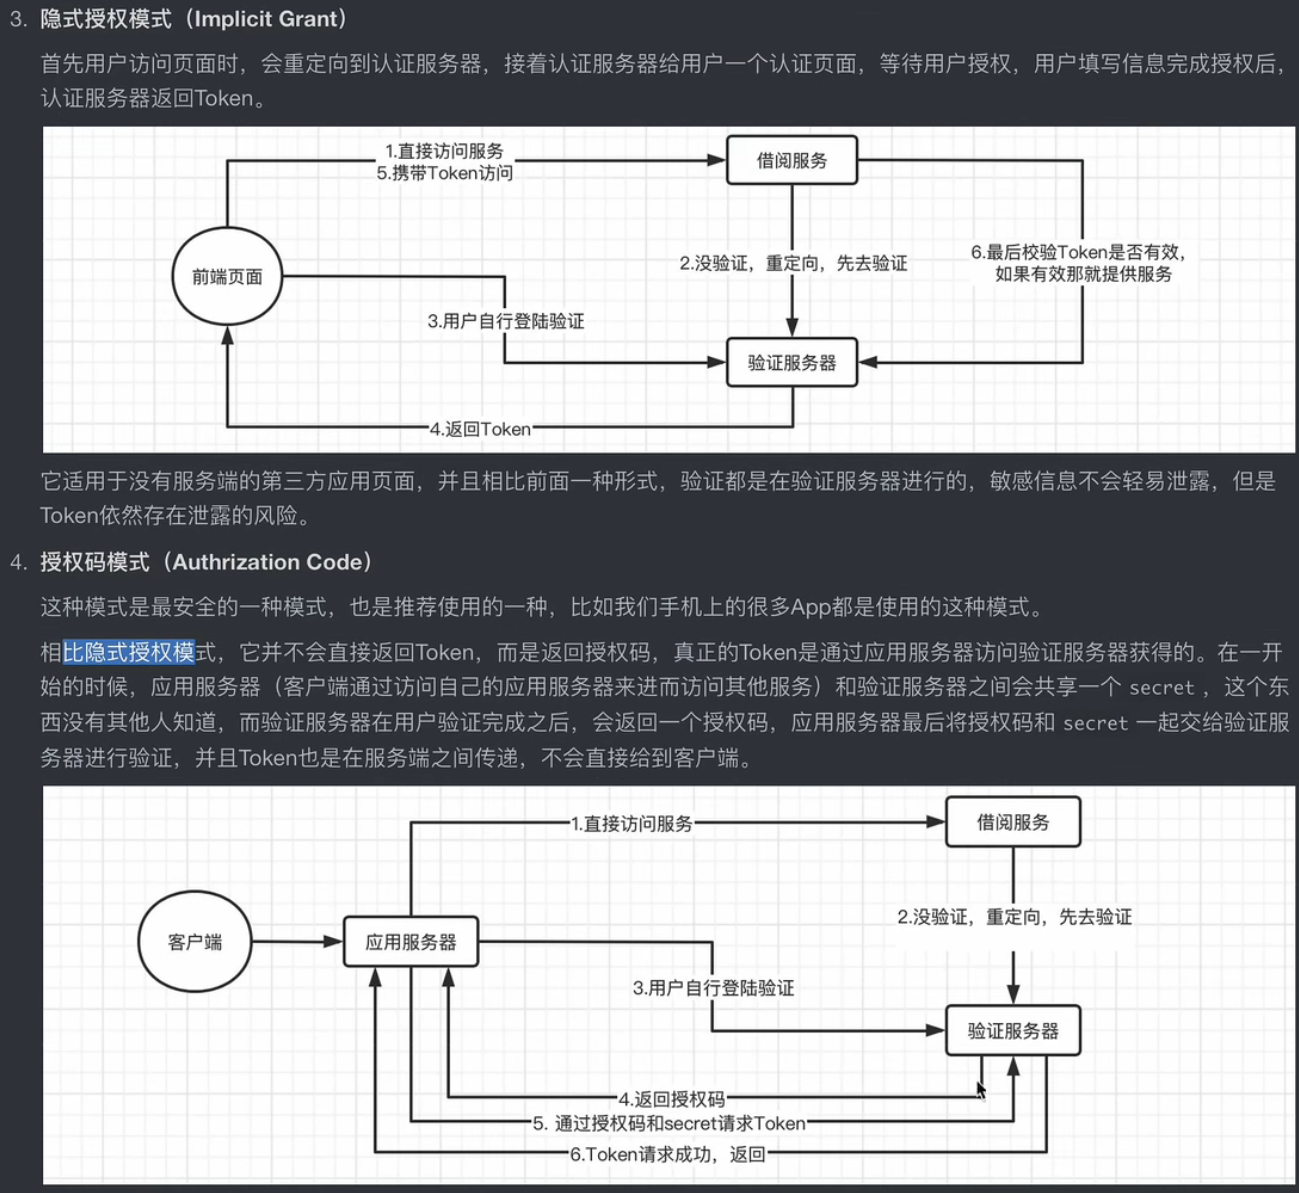 3. 隐式授权模式（Implicit Grant）
首先用户访问页面时，会重定向到认证服务器，接着认证服务器给用户一个认证页面，等待用户授权，用户填写信息完成授权后，
认证服务器返回Token。
1.直接访问服务
5.携带Token访问
借阅服务
前端页面
2.没验证，重定向，先去验证
6.最后校验Token是否有效，
如果有效那就提供服务
3.用户自行登陆验证
验证服务器
4.返回Token
它适用于没有服务端的第三方应用页面，并且相比前面一种形式，验证都是在验证服务器进行的，敏感信息不会轻易泄露，但是
Token依然存在泄露的风险。
4. 授权码模式（Authrization Code）
这种模式是最安全的一种模式，也是推荐使用的一种，比如我们手机上的很多App都是使用的这种模式。
相比隐式授权模式，它并不会直接返回Token，而是返回授权码，真正的Token是通过应用服务器访问验证服务器获得的。在一开
始的时候，应用服务器（客户端通过访问自己的应用服务器来进而访问其他服务）和验证服务器之间会共享一个 secret ，这个东
西没有其他人知道，而验证服务器在用户验证完成之后，会返回一个授权码，应用服务器最后将授权码和 secret 一起交给验证服
务器进行验证，并且Token也是在服务端之间传递，不会直接给到客户端。
1.直接访问服务
借阅服务
2.没验证，重定向，先去验证
客户端
应用服务器
3.用户自行登陆验证
验证服务器
4.返回授权码
5. 通过授权码和secret请求Token
6.Token请求成功，返回